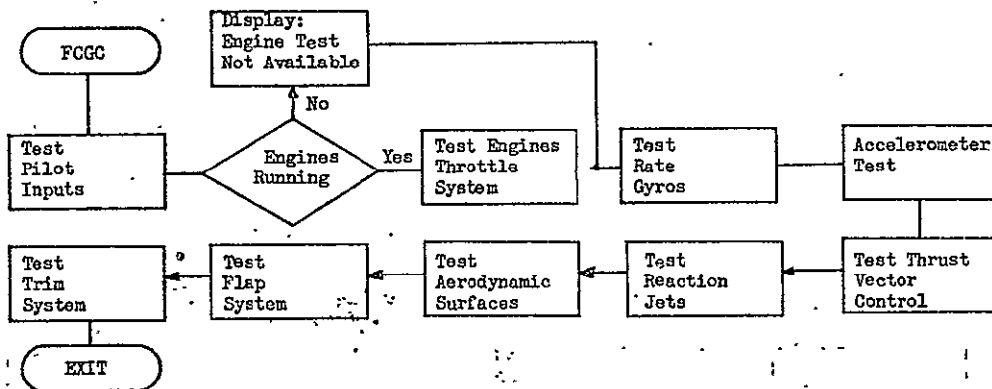 FCGC
Display:
Engine Test
Not Available
No
Test
Pilot
Inputs
Engines
Running
Yes
Test Engines
Throttle
System
Test
Rate
Gyros
Accelerometer
Test
Test Thrust
Vector
Control
Test
Reaction
Jets
Test
Aerodynamic
Surfaces
Test
Flap
System
Test
Trim
System
EXIT